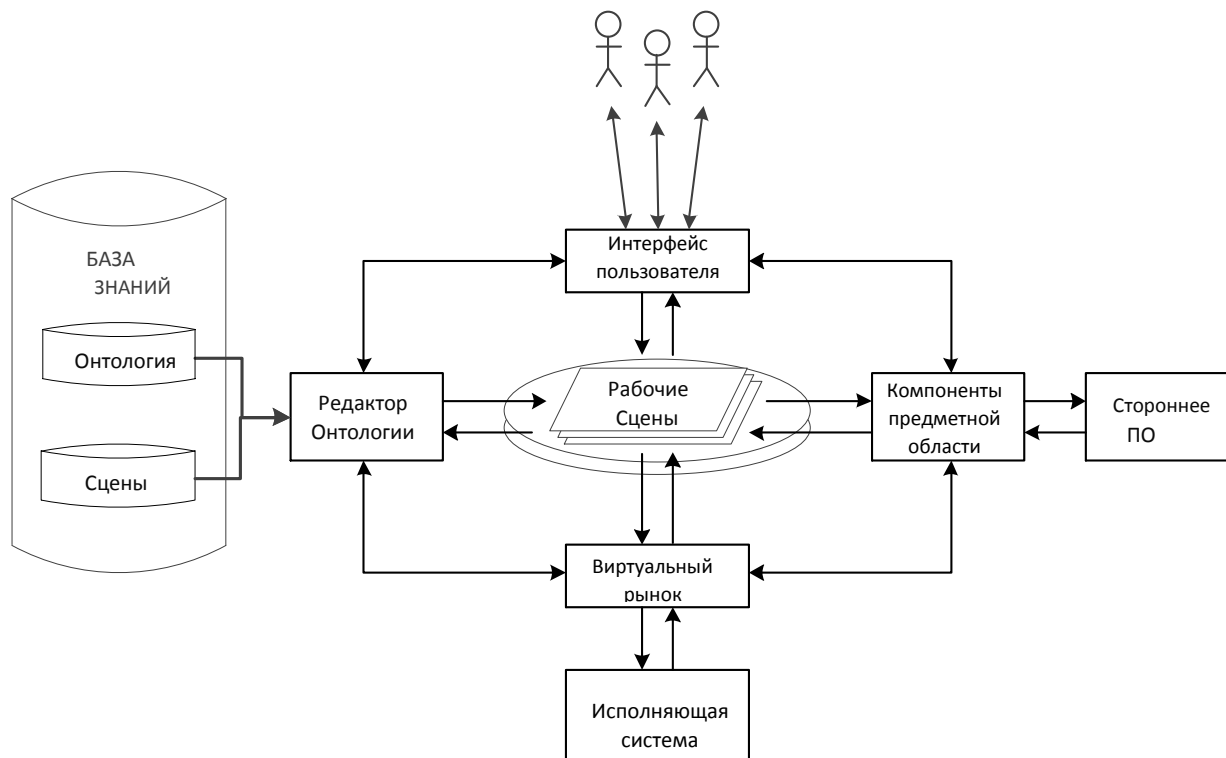 Интерфейс
пользователя
БАЗА
ЗНАНИЙ
Онтология
Сцены
Редактор
Онтологии
Рабочие
Сцены
Компоненты
предметной
области
Стороннее
ПО
Виртуальный
рынок
Исполняющая
система